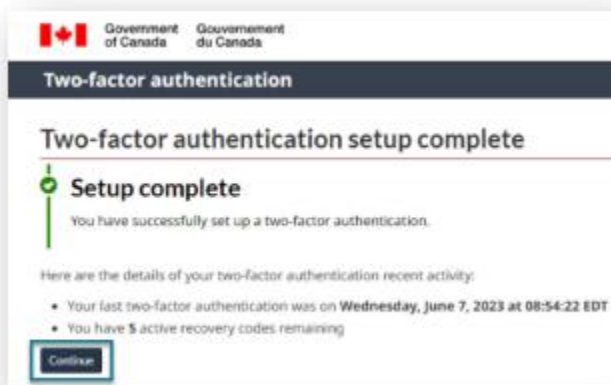 Government Gouvernement
of Canada du Canada
Two-factor authentication
Two-factor authentication setup complete
Setup complete
You have successfully set up a two-factor authentication.
Here are the details of your two-factor authentication recent activity:
• Your last two-factor authentication was on Wednesday, June 7, 2023 at 08:54:22 EDT
• You have 5 active recovery codes remaining
Continue